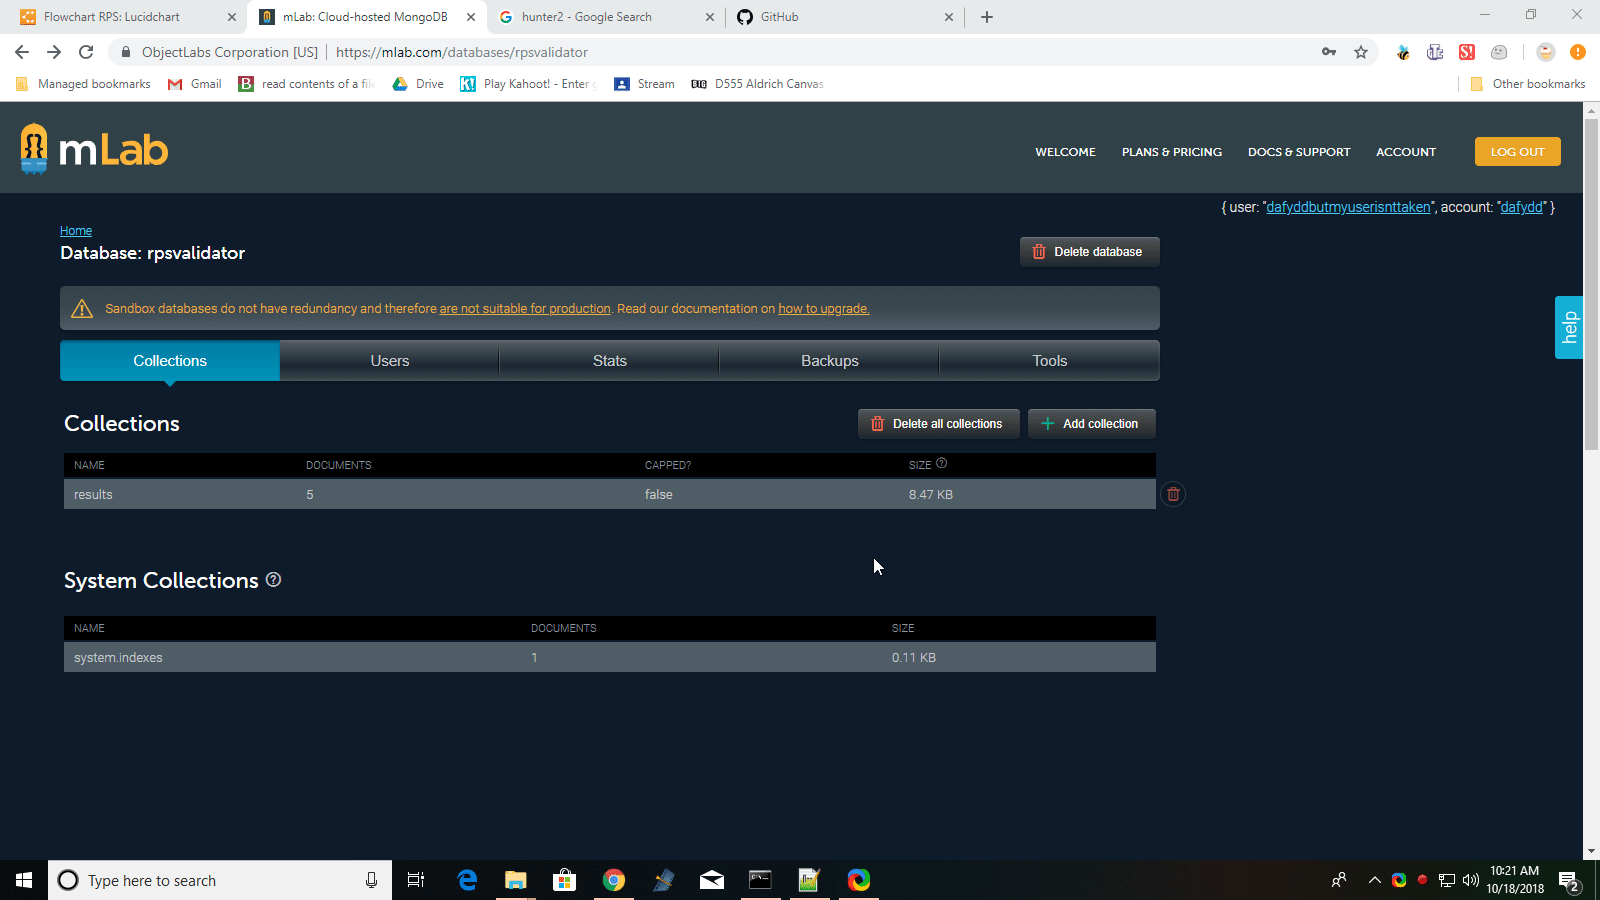 Flowchart RPS: Lucidchart
mLab: Cloud-hosted MongoDB
hunter2 - Google Search
GitHub
ObjectLabs Corporation [US] https://mlab.com/databases/rpsvalidator
Managed bookmarks Gmail B read contents of a file K! Play Kahoot! - Enter g Stream BIG D555 Aldrich Canvas Other bookmarks
mLab
WELCOME PLANS & PRICING DOCS & SUPPORT ACCOUNT LOG OUT
{ user: "dafyddbutmyuserisnttaken", account: "dafydd" }
Home
Database: rpsvalidator
Delete database
Sandbox databases do not have redundancy and therefore are not suitable for production. Read our documentation on how to upgrade.
help
Collections Users Stats Backups Tools
Collections
Delete all collections
Add collection
NAME DOCUMENTS CAPPED? SIZE ?
results 5 false 8.47 KB
System Collections ?
NAME DOCUMENTS SIZE
system.indexes 1 0.11 KB
Type here to search
10:21 AM
10/18/2018
2